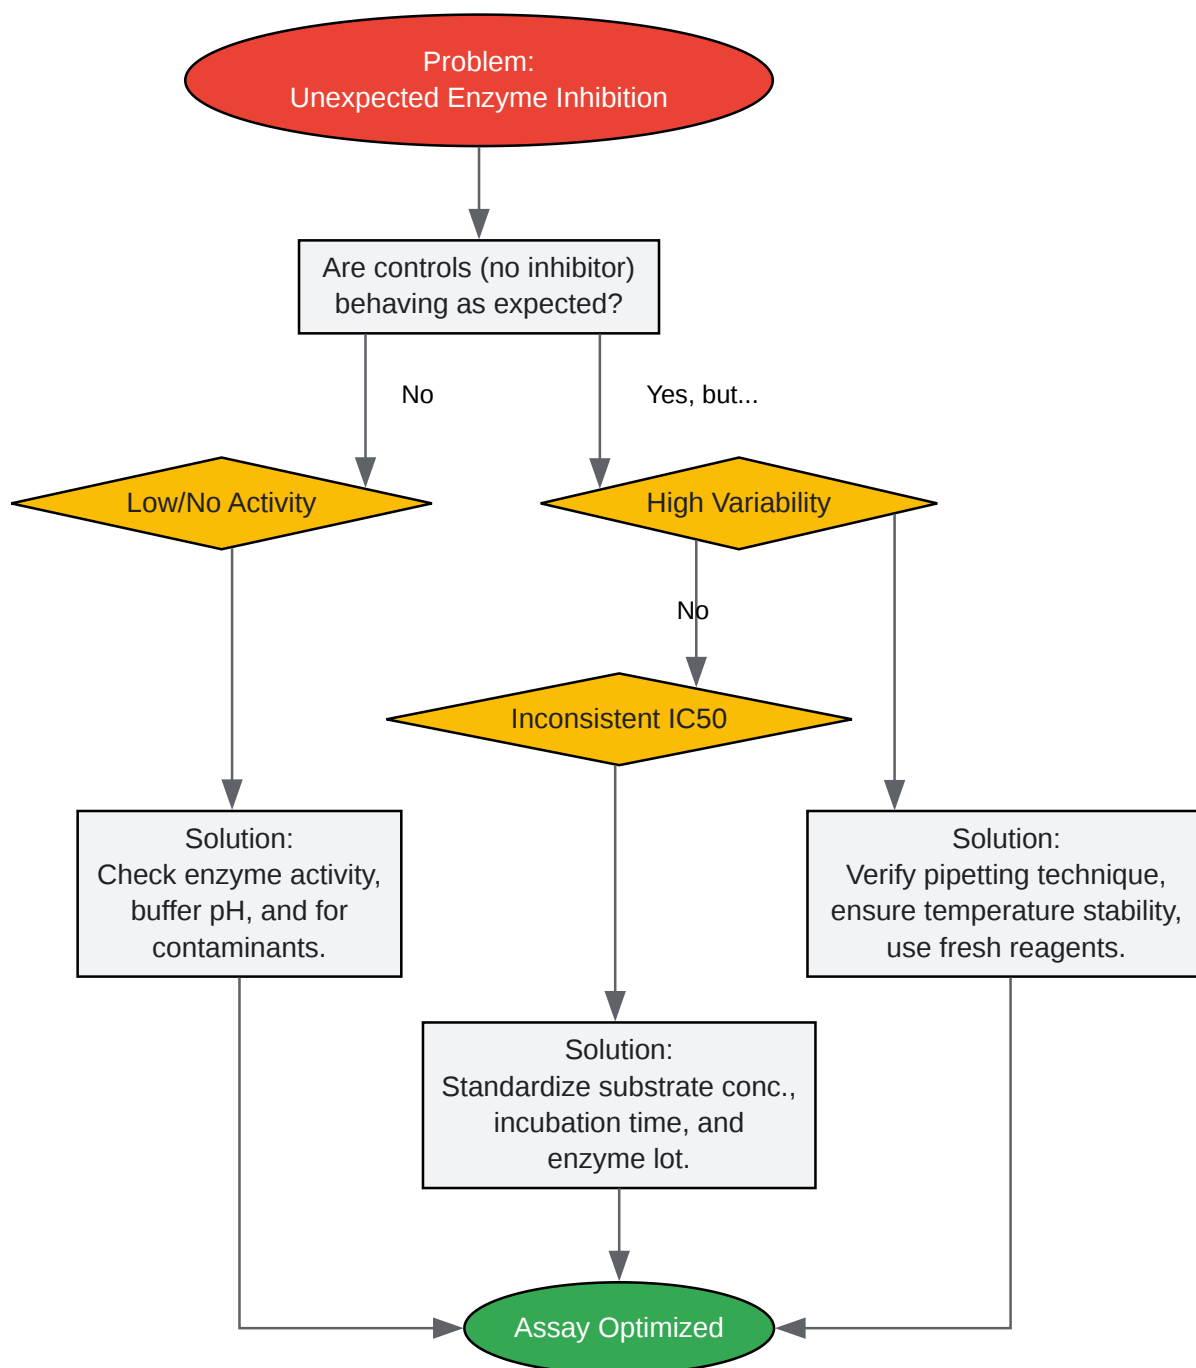 Problem:
Unexpected Enzyme Inhibition
Are controls (no inhibitor)
behaving as expected?
No
Yes, but...
Low/No Activity
High Variability
No
Inconsistent IC50
Solution:
Check enzyme activity,
buffer pH, and for
contaminants.
Solution:
Verify pipetting technique,
ensure temperature stability,
use fresh reagents.
Solution:
Standardize substrate conc.,
incubation time, and
enzyme lot.
Assay Optimized